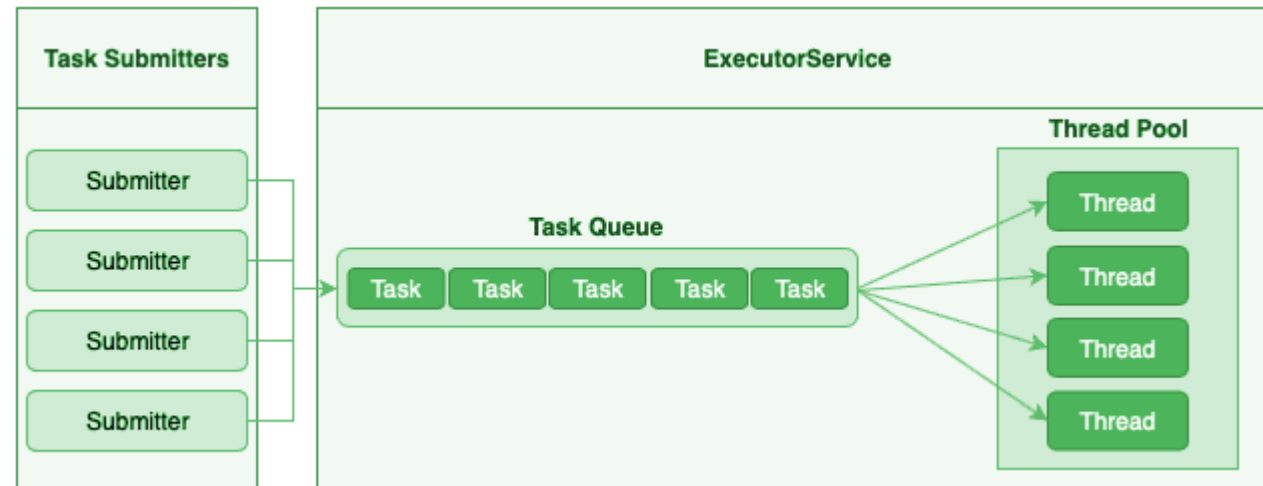 Task Submitters
Submitter
Submitter
Submitter
Submitter
ExecutorService
Task Queue
Task Task Task Task Task
Thread Pool
Thread
Thread
Thread
Thread